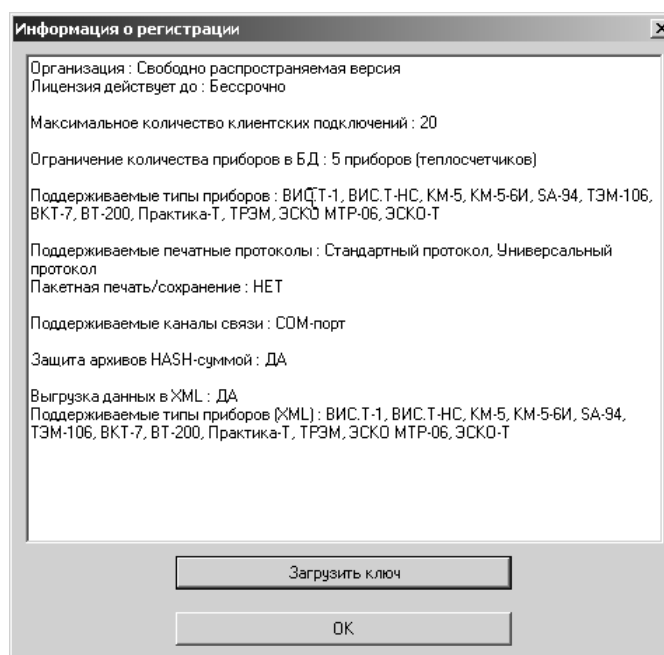 Информация о регистрации
Организация : Свободно распространяемая версия
Лицензия действует до : Бессрочно
Максимальное количество клиентских подключений : 20
Ограничение количества приборов в БД : 5 приборов (теплосчетчиков)
Поддерживаемые типы приборов : ВИС.Т-1, ВИС.Т-НС, КМ-5, КМ-5-6И, SA-94, ТЭМ-106,
ВКТ-7, ВТ-200, Практика-Т, ТРЭМ, ЭСКО МТР-06, ЭСКО-Т
Поддерживаемые печатные протоколы : Стандартный протокол, Универсальный
протокол
Пакетная печать/сохранение : НЕТ
Поддерживаемые каналы связи : COM-порт
Защита архивов HASH-суммой : ДА
Выгрузка данных в XML : ДА
Поддерживаемые типы приборов (XML) : ВИС.Т-1, ВИС.Т-НС, КМ-5, КМ-5-6И, SA-94,
ТЭМ-106, ВКТ-7, ВТ-200, Практика-Т, ТРЭМ, ЭСКО МТР-06, ЭСКО-Т
Загрузить ключ
OK